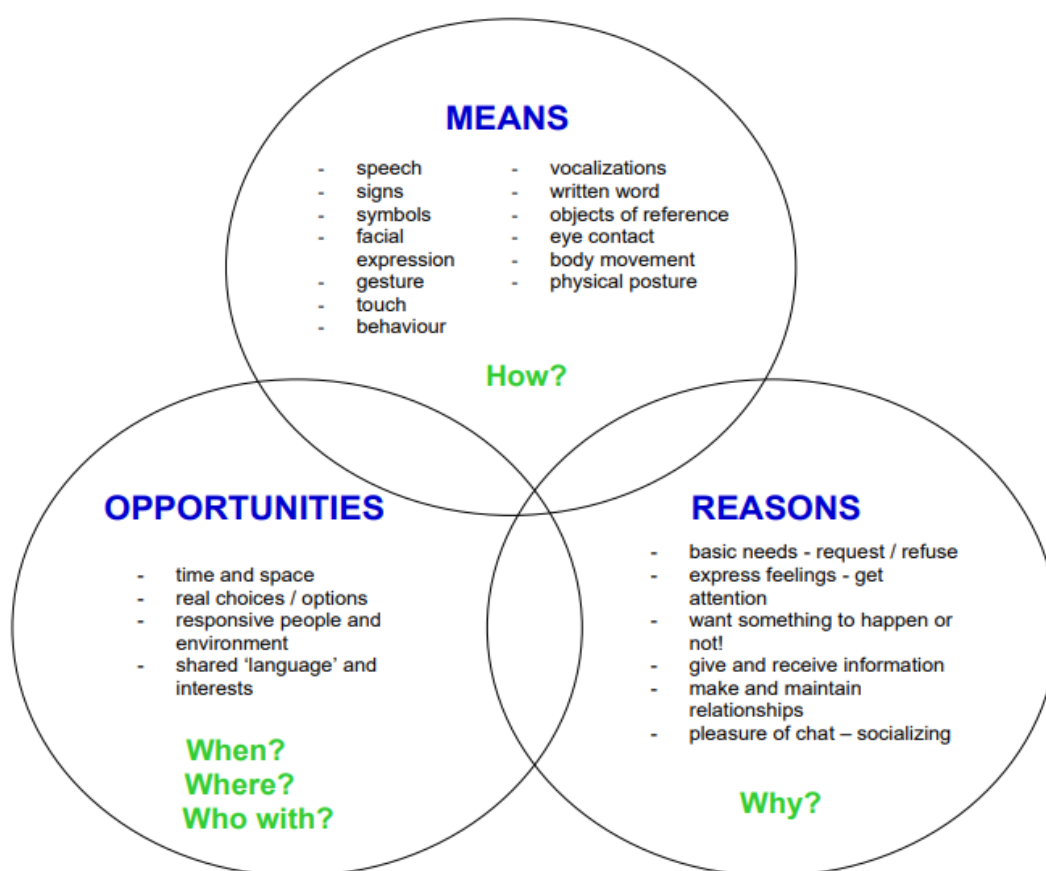 MEANS
- speech
- signs
- symbols
- facial
expression
- gesture
- touch
- behaviour
- vocalizations
- written word
- objects of reference
- eye contact
- body movement
- physical posture
How?
OPPORTUNITIES
- time and space
- real choices / options
- responsive people and
environment
- shared ‘language’ and
interests
When?
Where?
Who with?
REASONS
- basic needs - request / refuse
- express feelings - get
attention
- want something to happen or
not!
- give and receive information
- make and maintain
relationships
- pleasure of chat – socializing
Why?